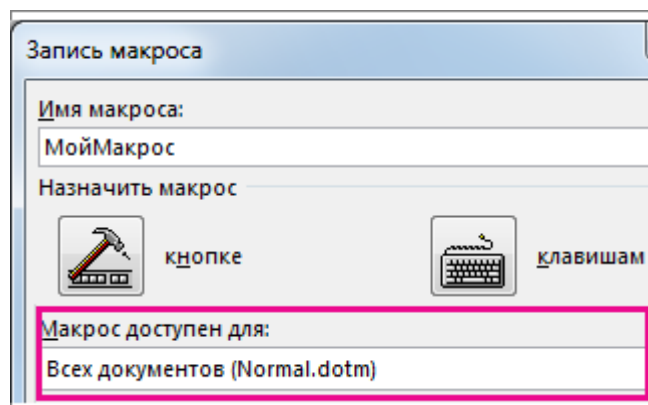 Запись макроса
Имя макроса:
МойМакрос
Назначить макрос
кнопке
клавишам
Макрос доступен для:
Всех документов (Normal.dotm)